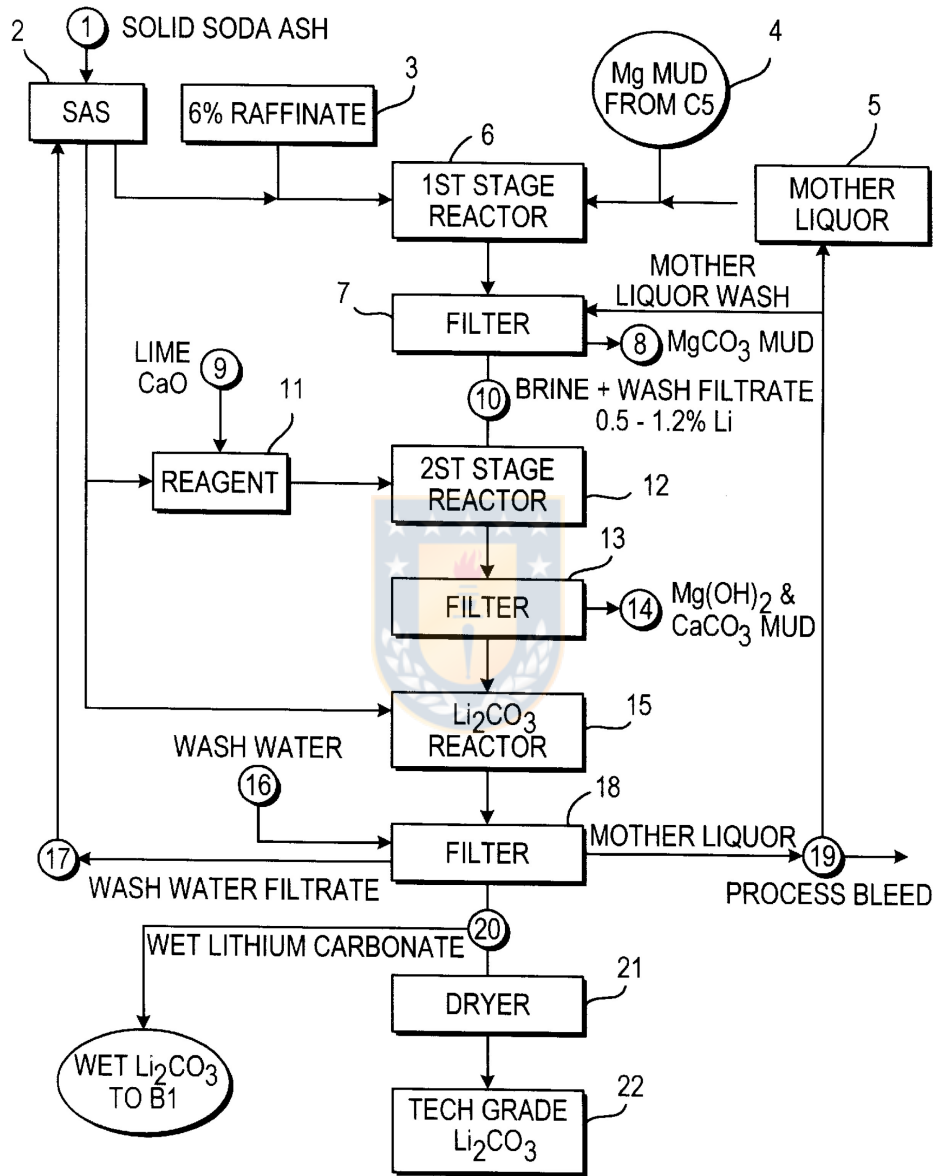 1
SOLID SODA ASH
2
SAS
3
6% RAFFINATE
4
Mg MUD
FROM C5
5
MOTHER
LIQUOR
6
1ST STAGE
REACTOR
MOTHER
LIQUOR WASH
7
FILTER
8
MgCO3 MUD
LIME
CaO
9
10
BRINE + WASH FILTRATE
0.5 - 1.2% Li
11
REAGENT
2ST STAGE
REACTOR
12
13
FILTER
14
Mg(OH)2 &
CaCO3 MUD
Li2CO3
REACTOR
15
WASH WATER
16
18
FILTER
MOTHER LIQUOR
19
PROCESS BLEED
17
WASH WATER FILTRATE
20
WET LITHIUM CARBONATE
21
DRYER
WET Li2CO3
TO B1
22
TECH GRADE
Li2CO3